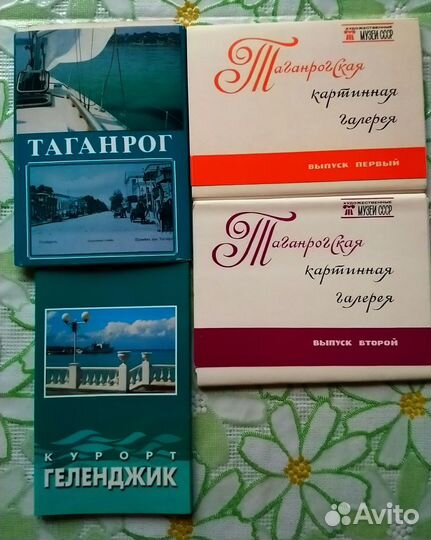 ТАГАНРОГ
ХУДОЖЕСТВЕННЫЕ
МУЗЕИ СССР
Таганрогская
картинная
галерея
ВЫПУСК ПЕРВЫЙ
ХУДОЖЕСТВЕННЫЕ
МУЗЕИ СССР
Таганрогская
картинная
галерея
ВЫПУСК ВТОРОЙ
КУРОРТ
ГЕЛЕНДЖИК
Avito